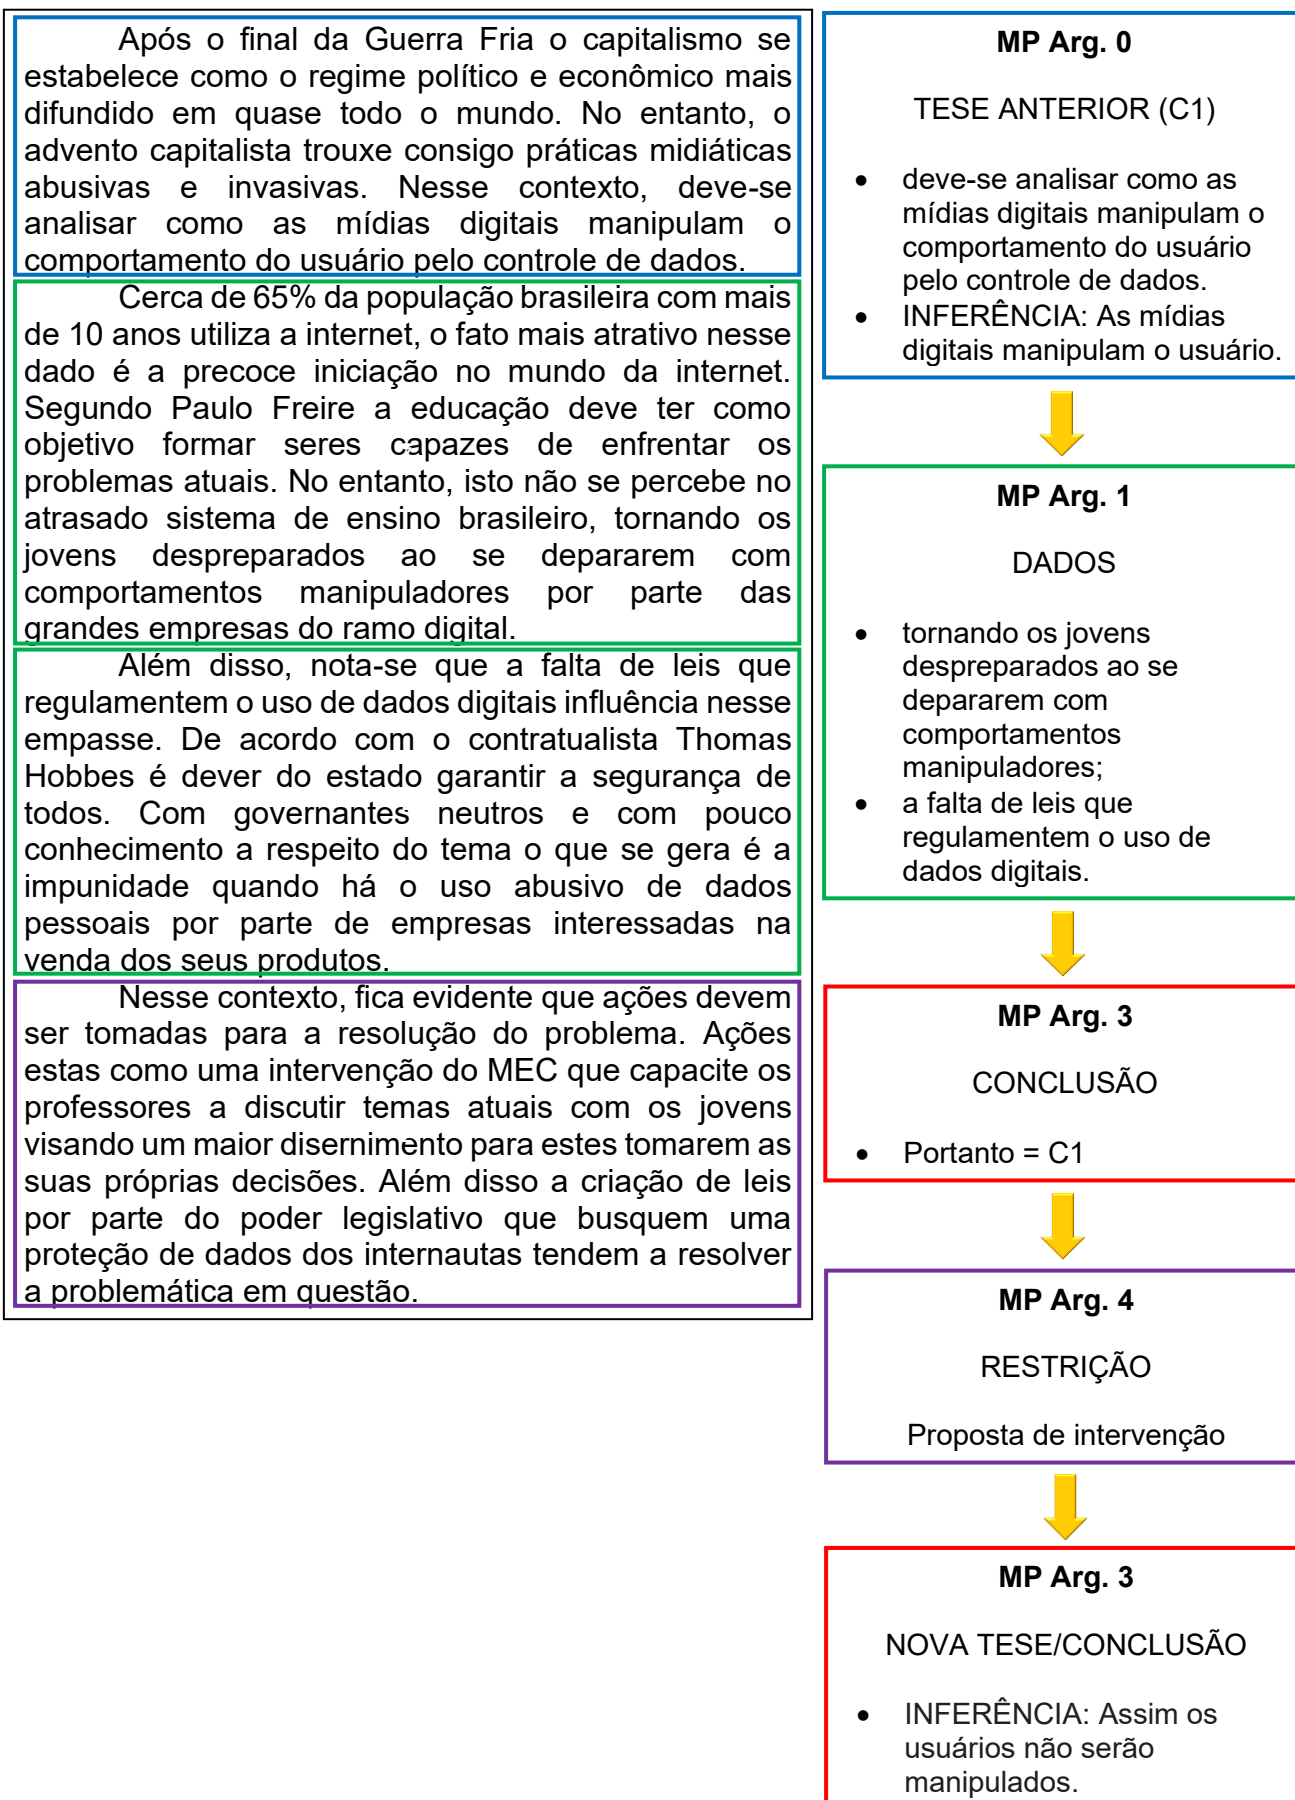 Após o final da Guerra Fria o capitalismo se
estabelece como o regime político e econômico mais
difundido em quase todo o mundo. No entanto, o
advento capitalista trouxe consigo práticas midiáticas
abusivas e invasivas. Nesse contexto, deve-se
analisar como as mídias digitais manipulam o
comportamento do usuário pelo controle de dados.
Cerca de 65% da população brasileira com mais
de 10 anos utiliza a internet, o fato mais atrativo nesse
dado é a precoce iniciação no mundo da internet.
Segundo Paulo Freire a educação deve ter como
objetivo formar seres capazes de enfrentar os
problemas atuais. No entanto, isto não se percebe no
atrasado sistema de ensino brasileiro, tornando os
jovens despreparados ao se depararem com
comportamentos manipuladores por parte das
grandes empresas do ramo digital.
Além disso, nota-se que a falta de leis que
regulamentem o uso de dados digitais influência nesse
empasse. De acordo com o contratualista Thomas
Hobbes é dever do estado garantir a segurança de
todos. Com governantes neutros e com pouco
conhecimento a respeito do tema o que se gera é a
impunidade quando há o uso abusivo de dados
pessoais por parte de empresas interessadas na
venda dos seus produtos.
Nesse contexto, fica evidente que ações devem
ser tomadas para a resolução do problema. Ações
estas como uma intervenção do MEC que capacite os
professores a discutir temas atuais com os jovens
visando um maior disernimento para estes tomarem as
suas próprias decisões. Além disso a criação de leis
por parte do poder legislativo que busquem uma
proteção de dados dos internautas tendem a resolver
a problemática em questão.
MP Arg. 0
TESE ANTERIOR (C1)
• deve-se analisar como as
mídias digitais manipulam o
comportamento do usuário
pelo controle de dados.
• INFERÊNCIA: As mídias
digitais manipulam o usuário.
MP Arg. 1
DADOS
• tornando os jovens
despreparados ao se
depararem com
comportamentos
manipuladores;
• a falta de leis que
regulamentem o uso de
dados digitais.
MP Arg. 3
CONCLUSÃO
• Portanto = C1
MP Arg. 4
RESTRIÇÃO
Proposta de intervenção
MP Arg. 3
NOVA TESE/CONCLUSÃO
• INFERÊNCIA: Assim os
usuários não serão
manipulados.